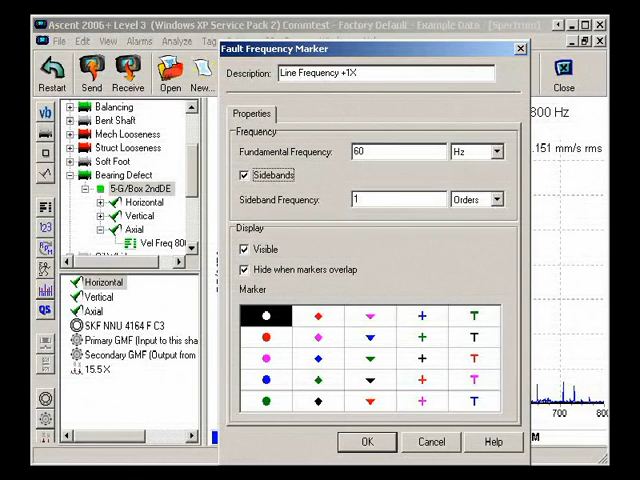 Ascent 2006+ Level 3 (Windows XP Service Pack 2) Commtest - Factory Default - Example Data - [Spectrum]
File Edit View Alarms Analyze
Fault Frequency Marker
Description: Line Frequency +1X
Restart Send Receive Open New... Close
Properties
800 Hz
.151 mm/s rms
vb
Balancing
Bent Shaft
Mech Looseness
Struct Looseness
Soft Foot
Bearing Defect
5-G/Box 2ndDE
Horizontal
Vertical
Axial
Vel Freq 80
Frequency
Fundamental Frequency: 60 Hz
Sidebands
Sideband Frequency: 1 Orders
Display
Visible
Hide when markers overlap
Marker
123
QS
Horizontal
Vertical
Axial
SKF NNU 4164 F C3
Primary GMF (Input to this sha
Secondary GMF (Output from
15.5X
700 80
M
OK Cancel Help